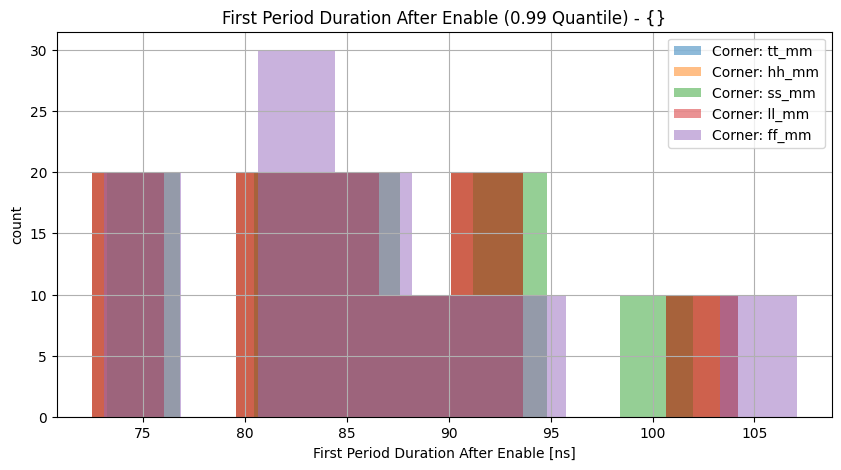 First Period Duration After Enable (0.99 Quantile) - {}
Corner: tt_mm
Corner: hh_mm
Corner: ss_mm
Corner: ll_mm
Corner: ff_mm
30
25
20
15
10
5
0
count
75 80 85 90 95 100 105
First Period Duration After Enable [ns]